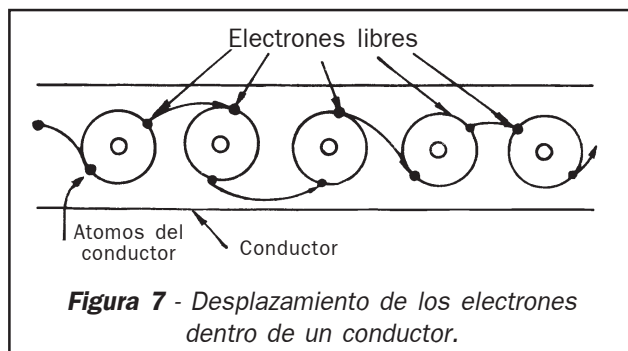 Electrones libres
Atomos del
conductor
Conductor
Figura 7 - Desplazamiento de los electrones
dentro de un conductor.